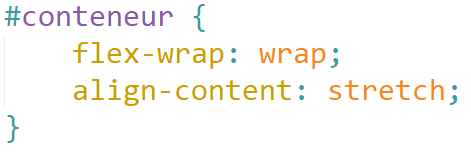 #conteneur {
    flex-wrap: wrap;
    align-content: stretch;
}